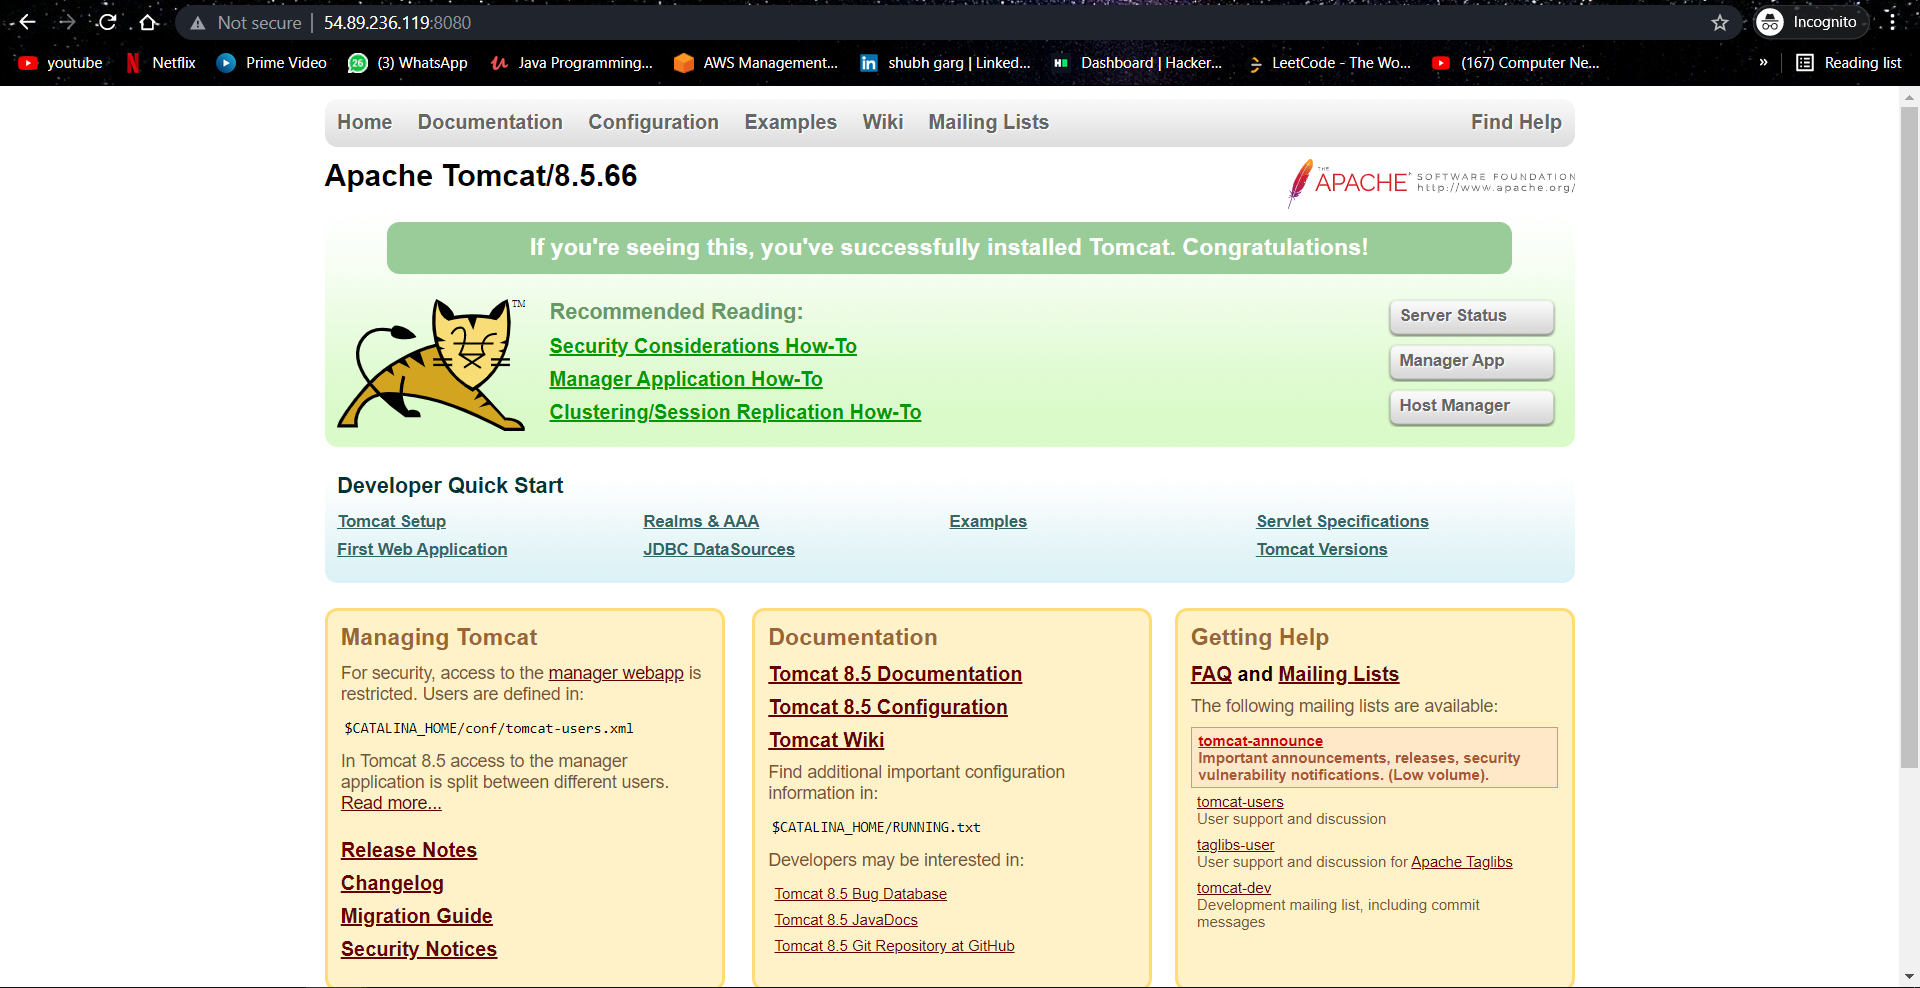 Not secure | 54.89.236.119:8080
Incognito
youtube
Netflix
Prime Video
26
(3) WhatsApp
Java Programming...
AWS Management...
in
shubh garg | Linked...
Dashboard | Hacker...
LeetCode - The Wo...
(167) Computer Ne...
»
Reading list
Home
Documentation
Configuration
Examples
Wiki
Mailing Lists
Find Help
Apache Tomcat/8.5.66
THE
APACHE
SOFTWARE FOUNDATION
http://www.apache.org/
If you're seeing this, you've successfully installed Tomcat. Congratulations!
TM
Recommended Reading:
Security Considerations How-To
Manager Application How-To
Clustering/Session Replication How-To
Server Status
Manager App
Host Manager
Developer Quick Start
Tomcat Setup
First Web Application
Realms & AAA
JDBC DataSources
Examples
Servlet Specifications
Tomcat Versions
Managing Tomcat
For security, access to the manager webapp is
restricted. Users are defined in:
$CATALINA_HOME/conf/tomcat-users.xml
In Tomcat 8.5 access to the manager
application is split between different users.
Read more...
Release Notes
Changelog
Migration Guide
Security Notices
Documentation
Tomcat 8.5 Documentation
Tomcat 8.5 Configuration
Tomcat Wiki
Find additional important configuration
information in:
$CATALINA_HOME/RUNNING.txt
Developers may be interested in:
Tomcat 8.5 Bug Database
Tomcat 8.5 JavaDocs
Tomcat 8.5 Git Repository at GitHub
Getting Help
FAQ and Mailing Lists
The following mailing lists are available:
tomcat-announce
Important announcements, releases, security
vulnerability notifications. (Low volume).
tomcat-users
User support and discussion
taglibs-user
User support and discussion for Apache Taglibs
tomcat-dev
Development mailing list, including commit
messages